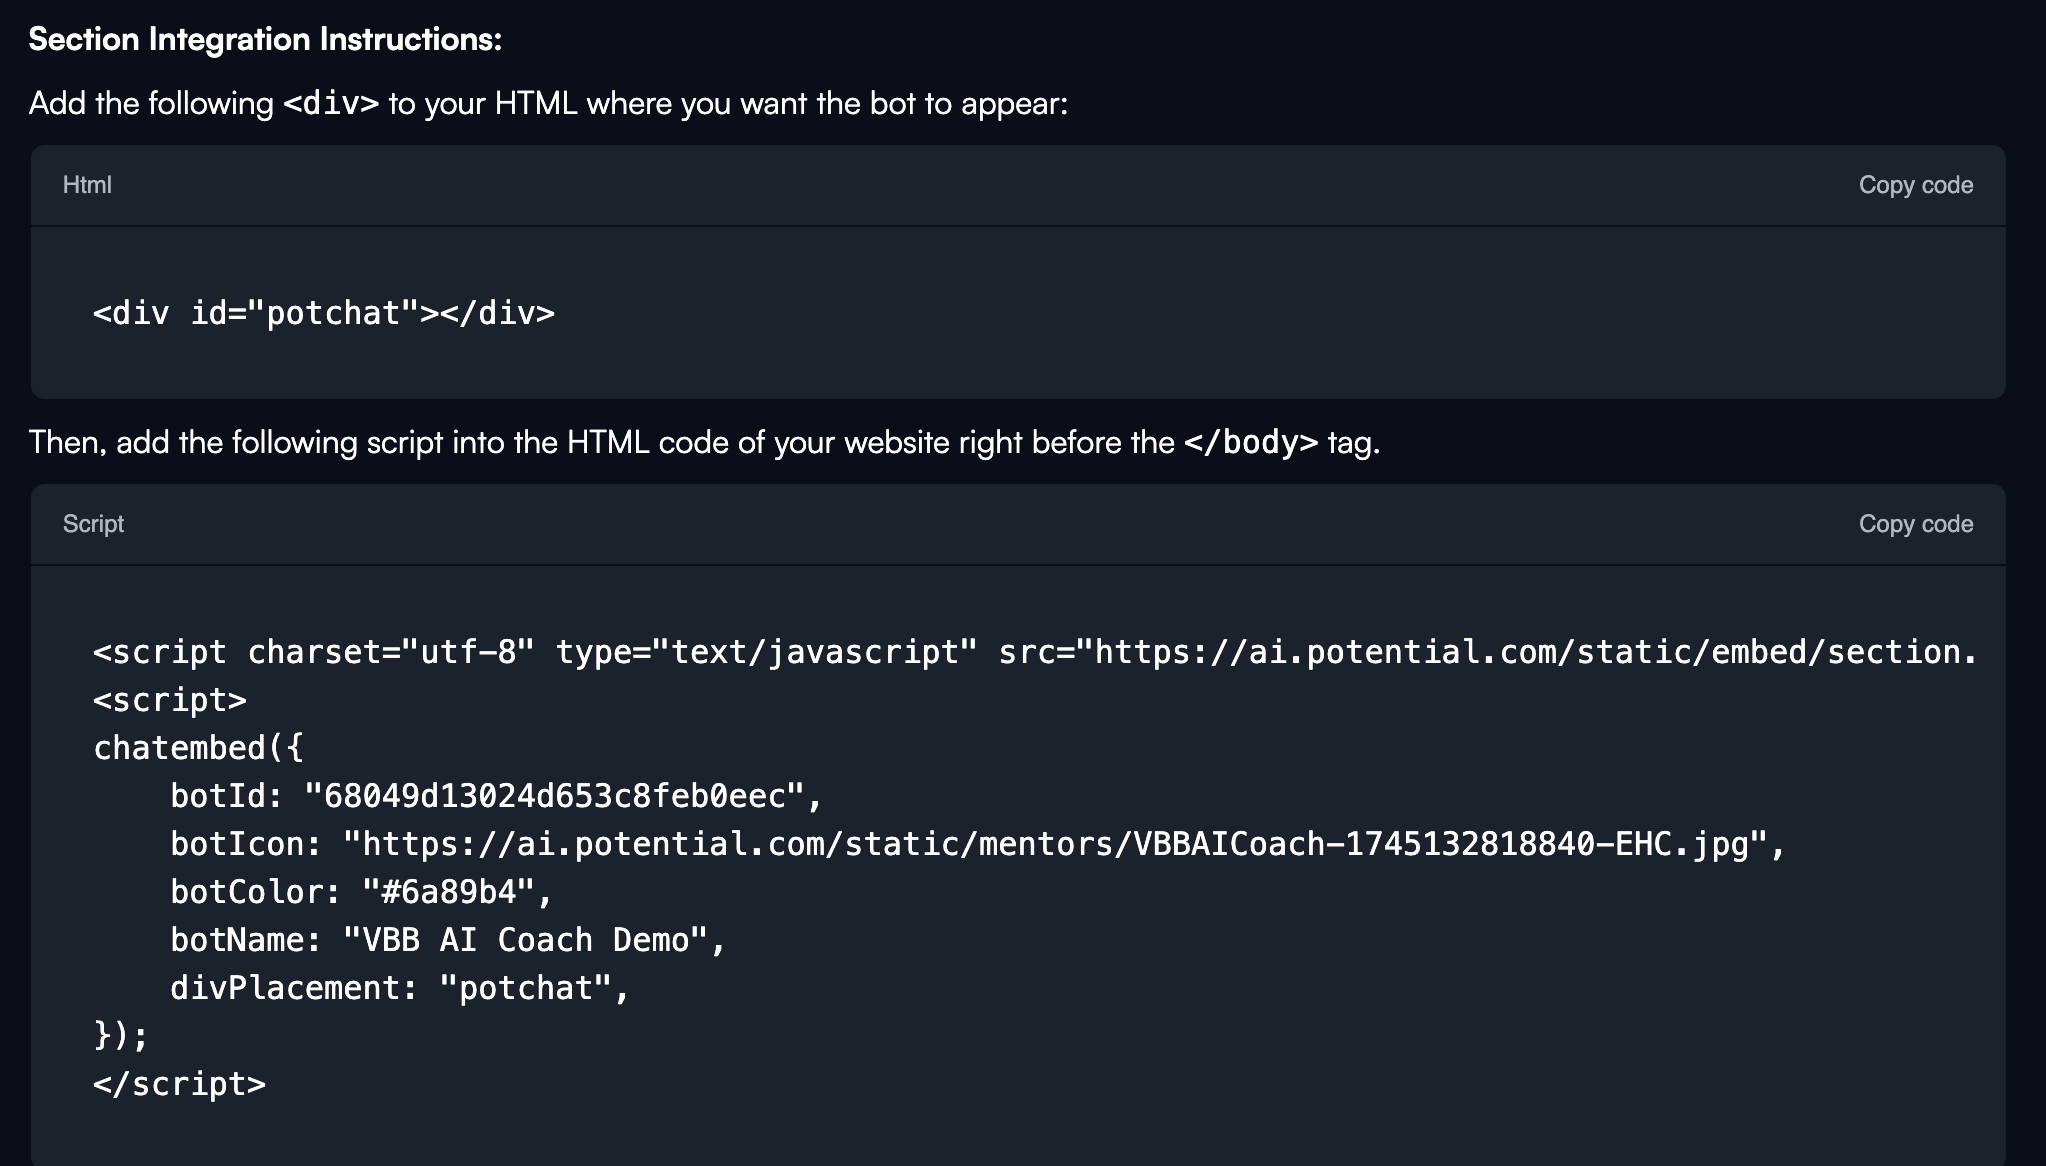 Section Integration Instructions:
Add the following <div> to your HTML where you want the bot to appear:
Html
Copy code
<div id="potchat"></div>
Then, add the following script into the HTML code of your website right before the </body> tag.
Script
Copy code
<script charset="utf-8" type="text/javascript" src="https://ai.potential.com/static/embed/section.
<script>
chatembed({
    botId: "68049d13024d653c8feb0eec",
    botIcon: "https://ai.potential.com/static/mentors/VBBAICoach-1745132818840-EHC.jpg",
    botColor: "#6a89b4",
    botName: "VBB AI Coach Demo",
    divPlacement: "potchat",
});
</script>